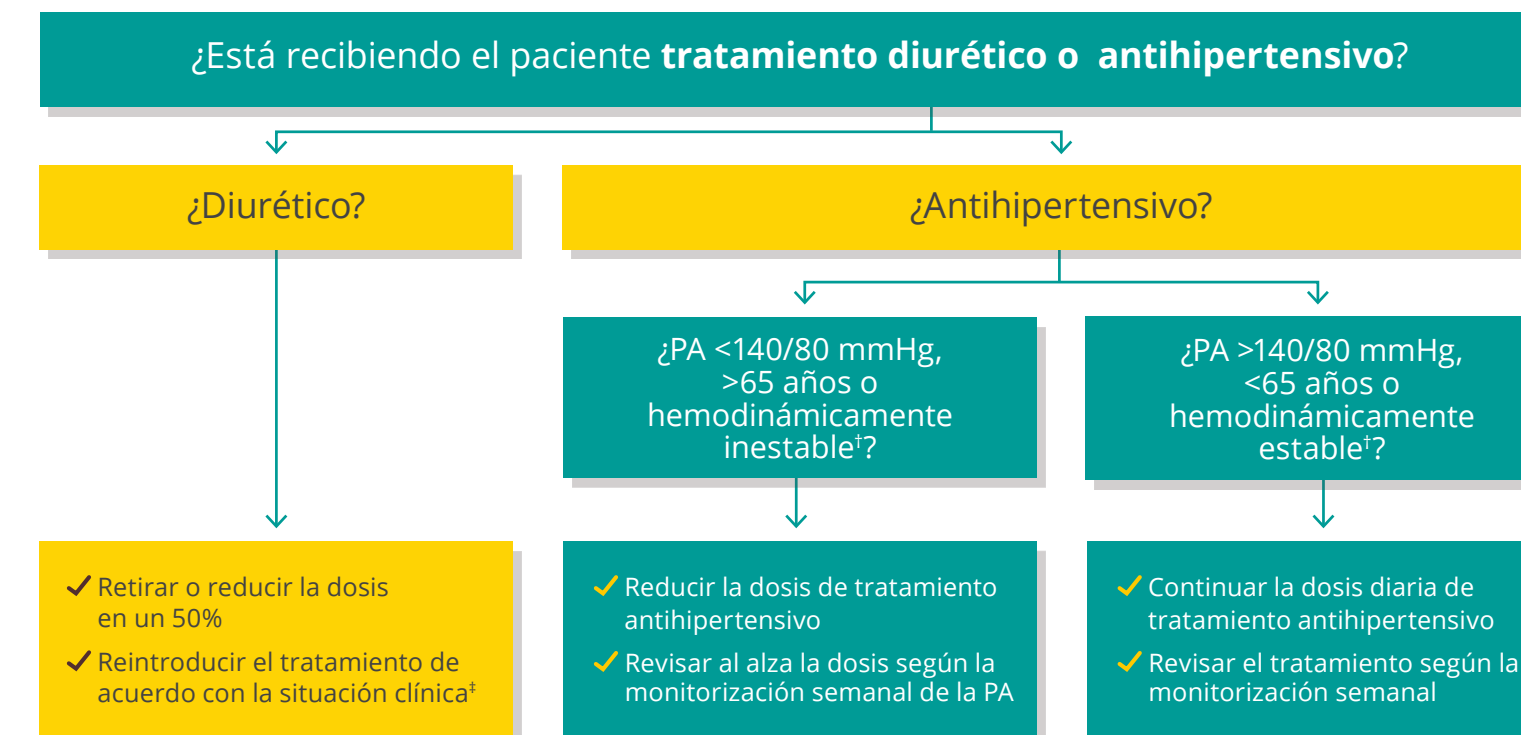 ¿Está recibiendo el paciente tratamiento diurético o antihipertensivo?
¿Diurético?
¿Antihipertensivo?
¿PA <140/80 mmHg,
>65 años o
hemodinámicamente
inestable†?
¿PA >140/80 mmHg,
<65 años o
hemodinámicamente
estable†?
Retirar o reducir la dosis
en un 50%
Reintroducir el tratamiento de
acuerdo con la situación clínica‡
Reducir la dosis de tratamiento
antihipertensivo
Revisar al alza la dosis según la
monitorización semanal de la PA
Continuar la dosis diaria de
tratamiento antihipertensivo
Revisar el tratamiento según la
monitorización semanal